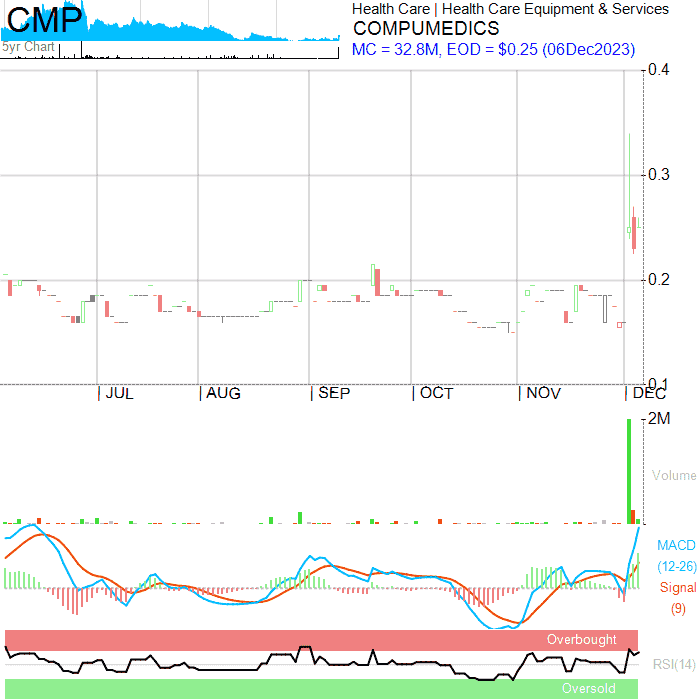 CMP
5yr Chart
Health Care | Health Care Equipment & Services
COMPUMEDICS
MC = 32.8M, EOD = $0.25 (06Dec2023)
0.4
0.3
0.2
0.1
JUL
AUG
SEP
OCT
NOV
DEC
2M
Volume
MACD
(12-26)
Signal
(9)
Overbought
RSI(14)
Oversold